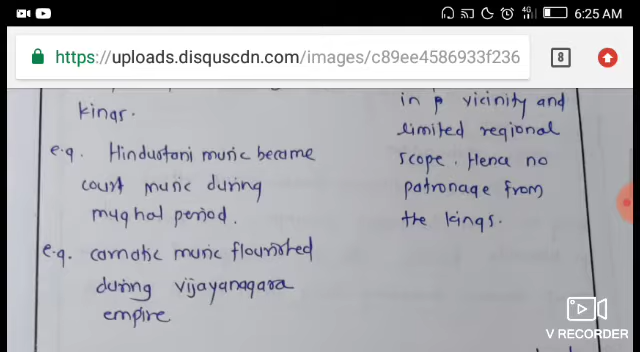 4G 6:25 AM
https://uploads.disquscdn.com/images/c89ee4586933f236
8
kings.
e.g. Hindustani music became
court music during
mughal period.
e.g. carnatic music flourished
during vijayanagara
empire
in vicinity and
limited regional
scope. Hence no
patronage from
the kings.
V RECORDER